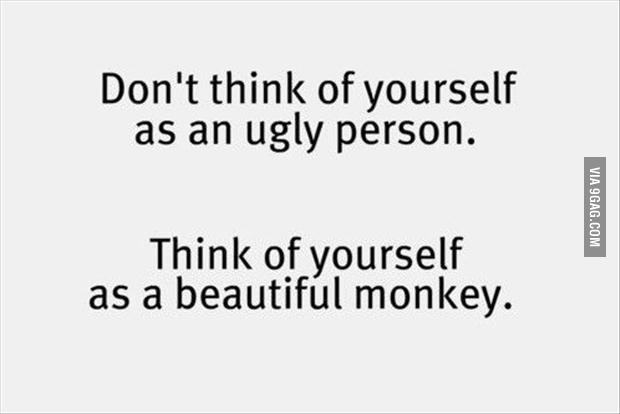 Don't think of yourself
as an ugly person.
Think of yourself
as a beautiful monkey.
VIA 9GAG.COM